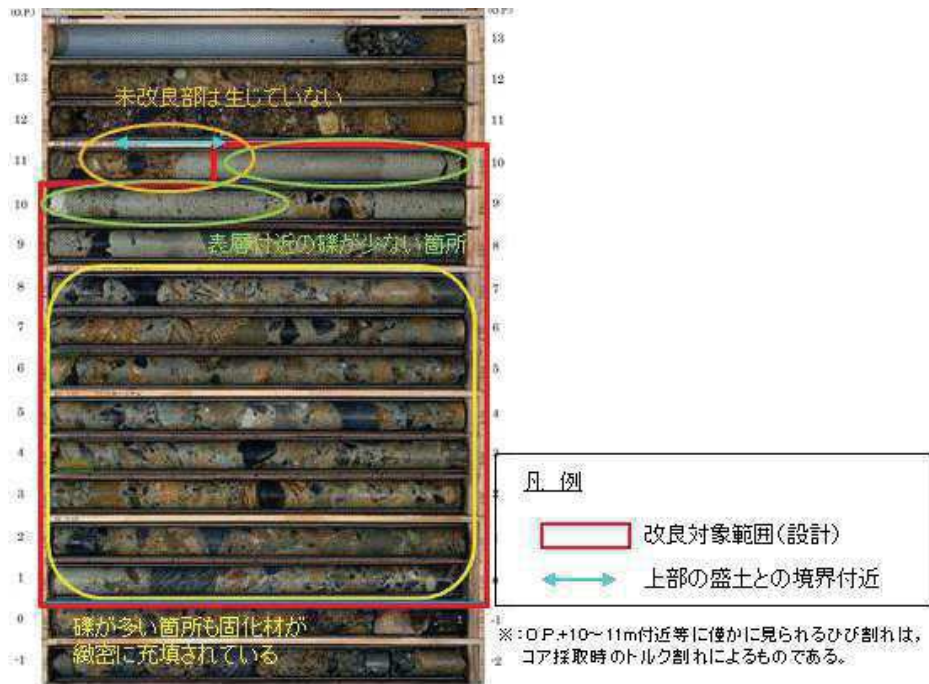 (O.P.)
(O.P.)
13
13
12
未改良部は生じていない
12
11
11
10
10
9
表層付近の礫が少ない箇所
9
8
8
7
7
6
6
5
5
4
4
3
3
2
1
0
-1
-1
-2
礫が多い箇所も固化材が
緻密に充填されている
凡 例
改良対象範囲(設計)
上部の盛土との境界付近
※:O.P.+10~11m付近等に僅かに見られるひび割れは,
コア採取時のトルク割れによるものである。